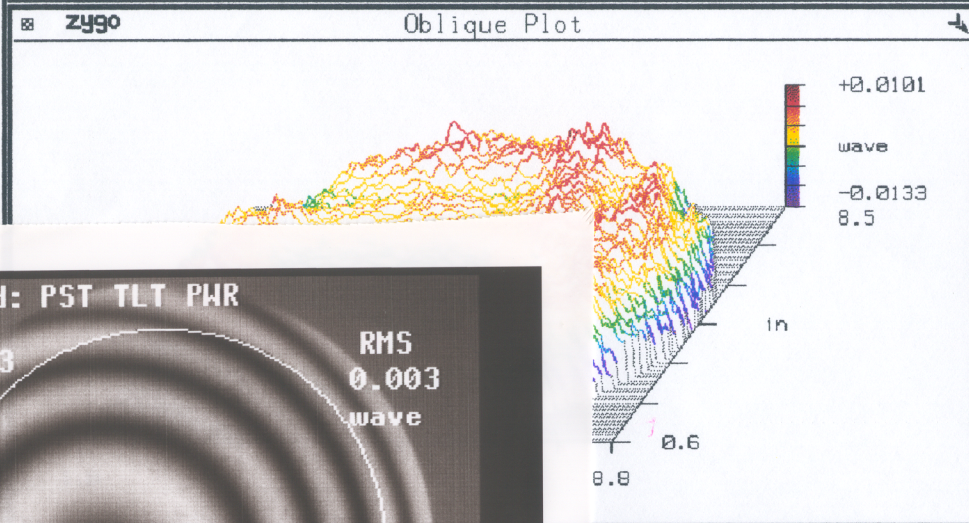 zygo
Oblique Plot
+0.0101
wave
-0.0133
8.5
in
0.6
8.8
: PST TLT PWR
3
RMS
0.003
wave